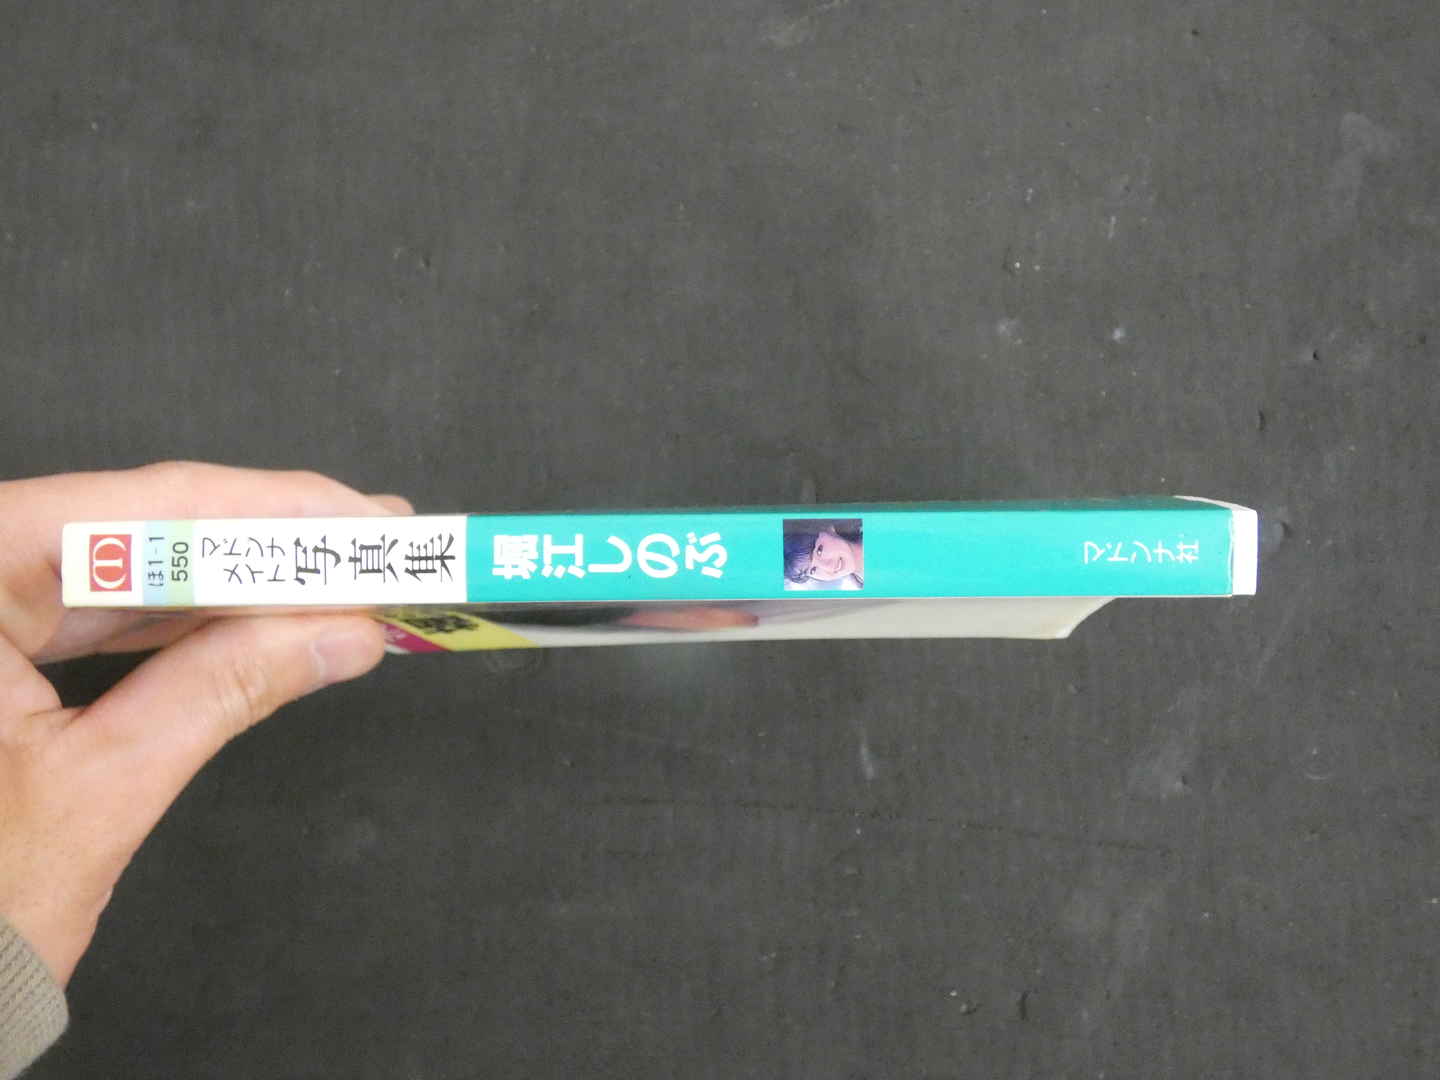 ほ1-1
550
マドンナ
メイト
写真集
堀江しのぶ
マドンナ社